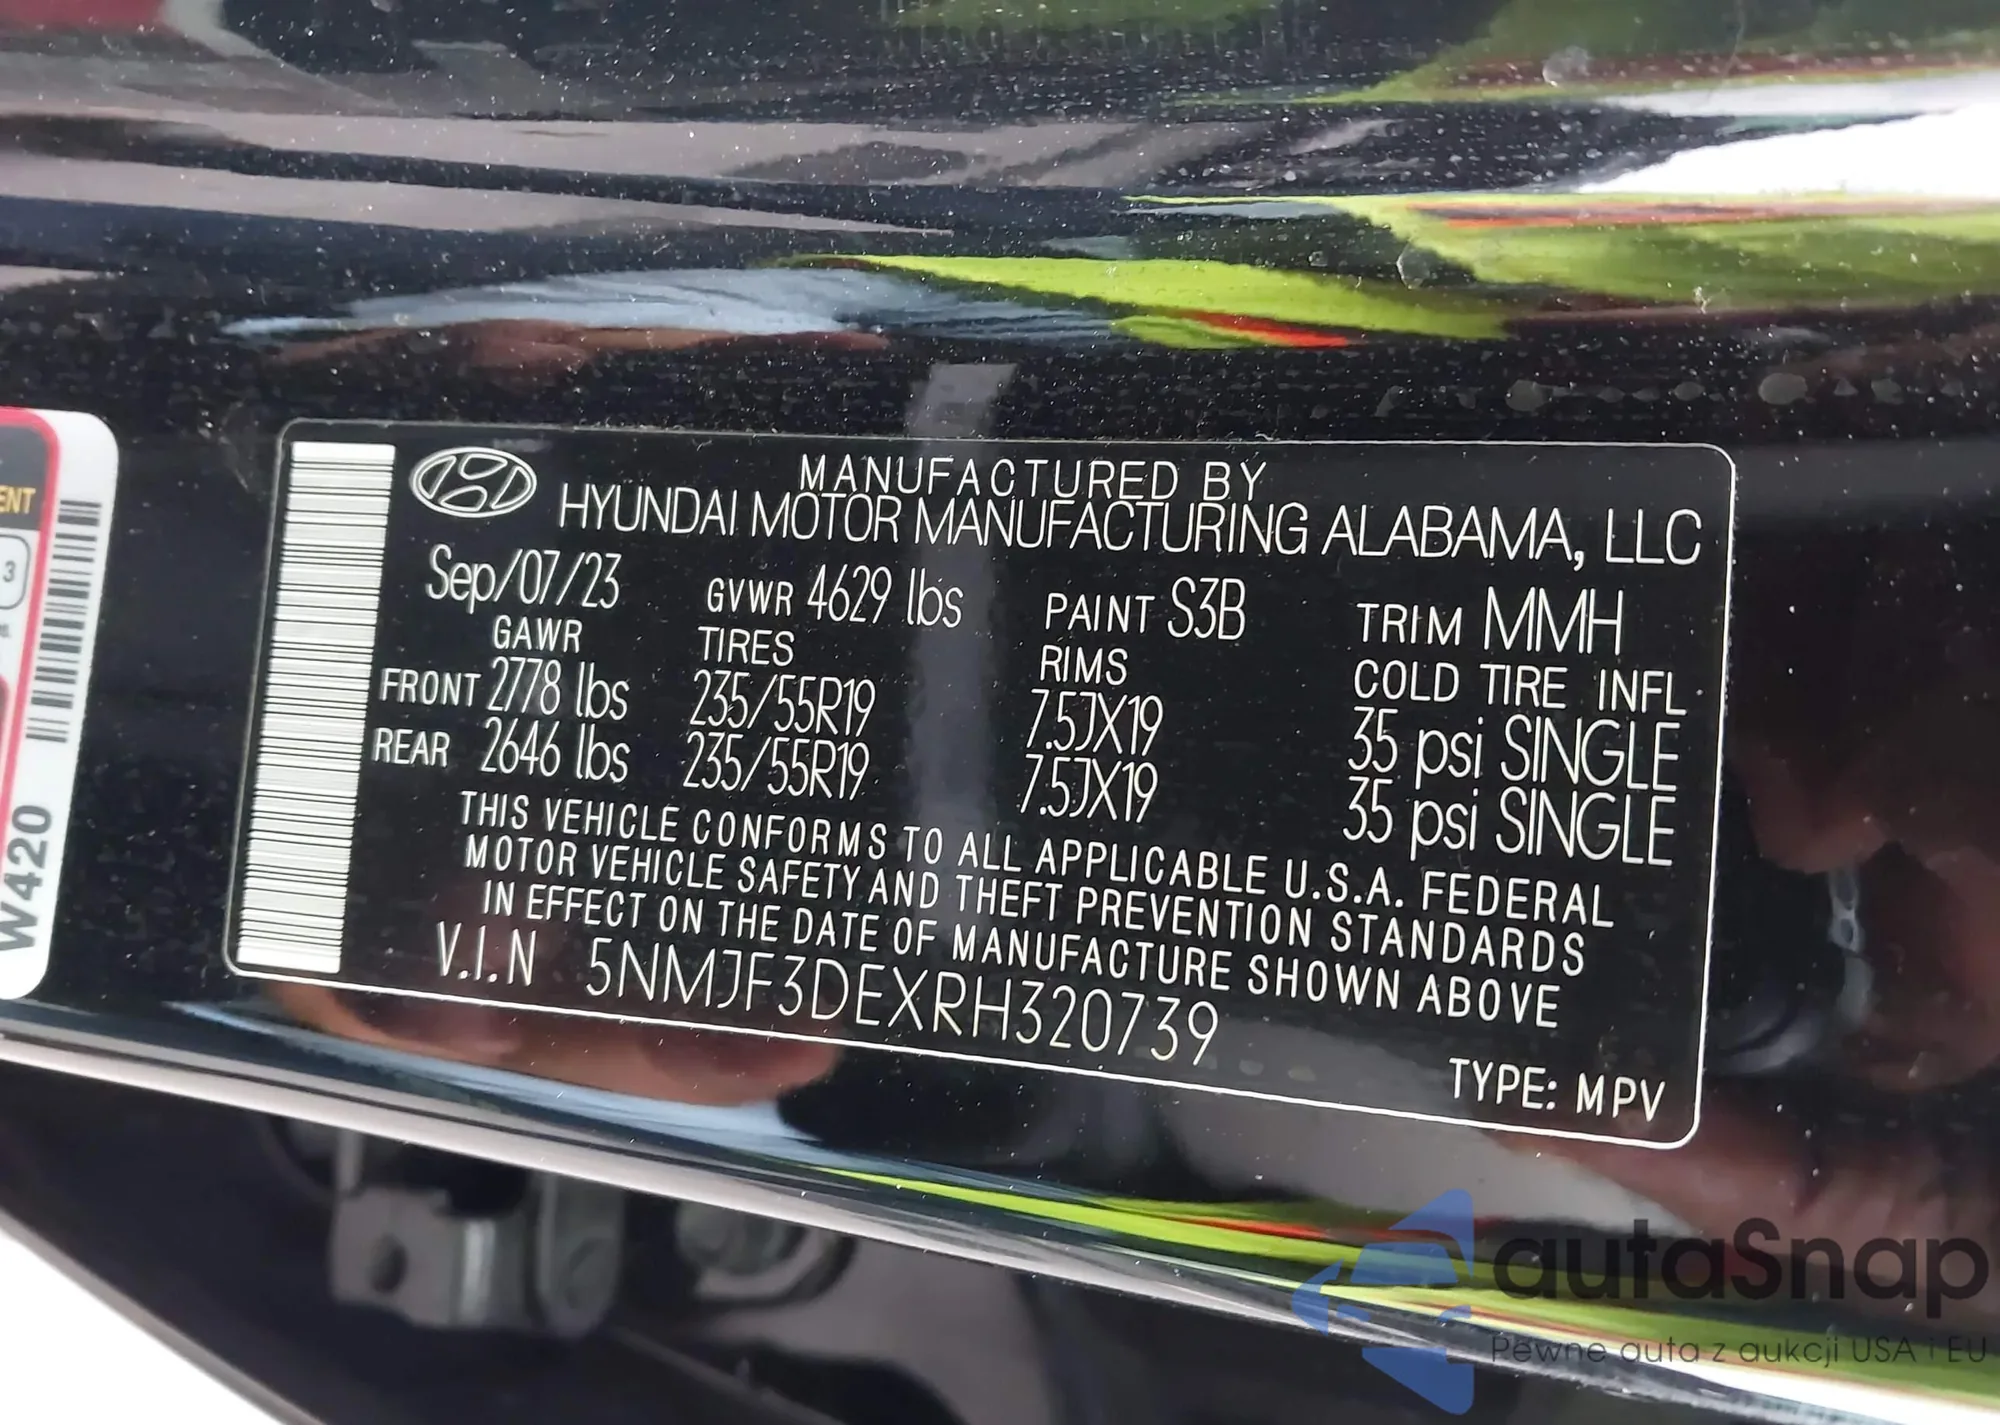 MANUFACTURED BY
HYUNDAI MOTOR MANUFACTURING ALABAMA, LLC
Sep/07/23 GVWR 4629 lbs PAINT S3B TRIM MMH
GAWR TIRES RIMS COLD TIRE INFL
FRONT 2778 lbs 235/55R19 7.5JX19 35 psi SINGLE
REAR 2646 lbs 235/55R19 7.5JX19 35 psi SINGLE
THIS VEHICLE CONFORMS TO ALL APPLICABLE U.S.A. FEDERAL
MOTOR VEHICLE SAFETY AND THEFT PREVENTION STANDARDS
IN EFFECT ON THE DATE OF MANUFACTURE SHOWN ABOVE
V.I.N 5NMJF3DEXRH320739
TYPE: MPV
ENT
3
W420
autaSnap
Pewne auta z aukcji USA i EU